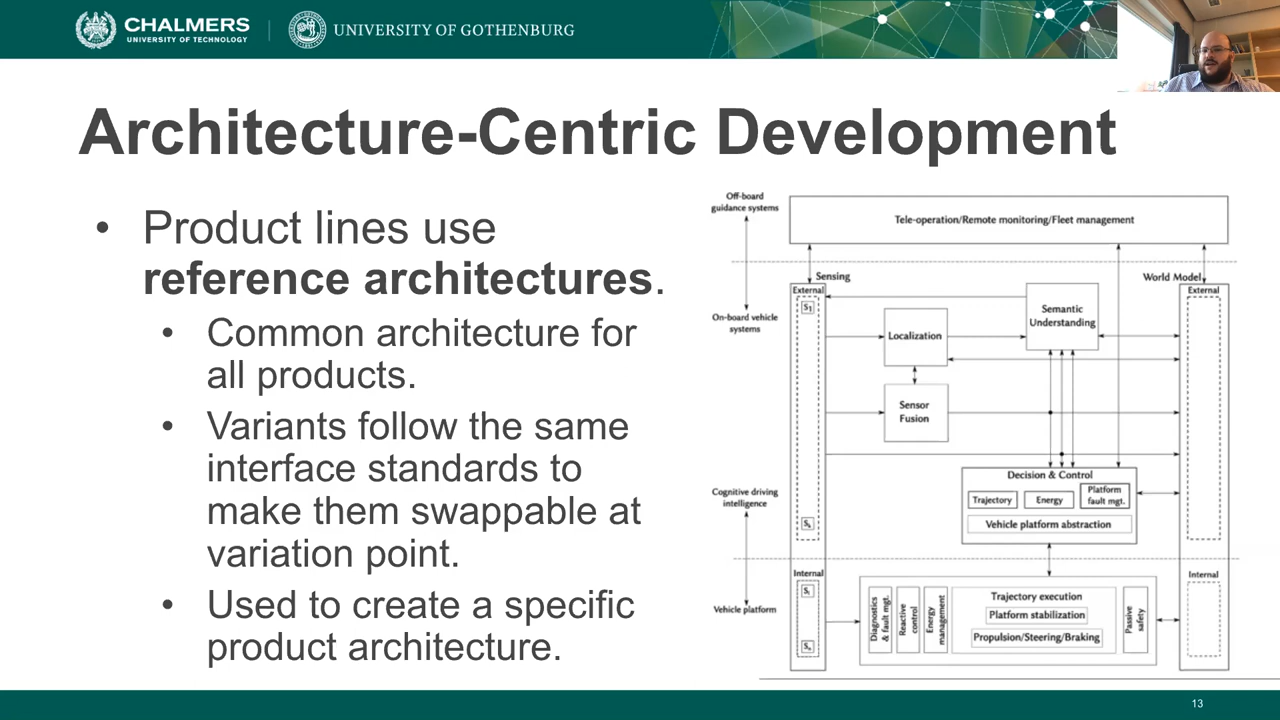 CHALMERS
UNIVERSITY OF TECHNOLOGY
UNIVERSITY OF GOTHENBURG
Architecture-Centric Development
• Product lines use
reference architectures.
• Common architecture for
all products.
• Variants follow the same
interface standards to
make them swappable at
variation point.
• Used to create a specific
product architecture.
Off-board
guidance systems
Tele-operation/Remote monitoring/Fleet management
Sensing
World Model
External
S1
External
On-board vehicle
systems
Semantic
Understanding
Localization
Sensor
Fusion
Decision & Control
Trajectory
Energy
Platform
fault mgt.
Vehicle platform abstraction
Cognitive driving
intelligence
Internal
Internal
Vehicle platform
Diagnostics
& fault mgt.
Reactive
control
Energy
management
Trajectory execution
Platform stabilization
Propulsion/Steering/Braking
Passive
safety
13